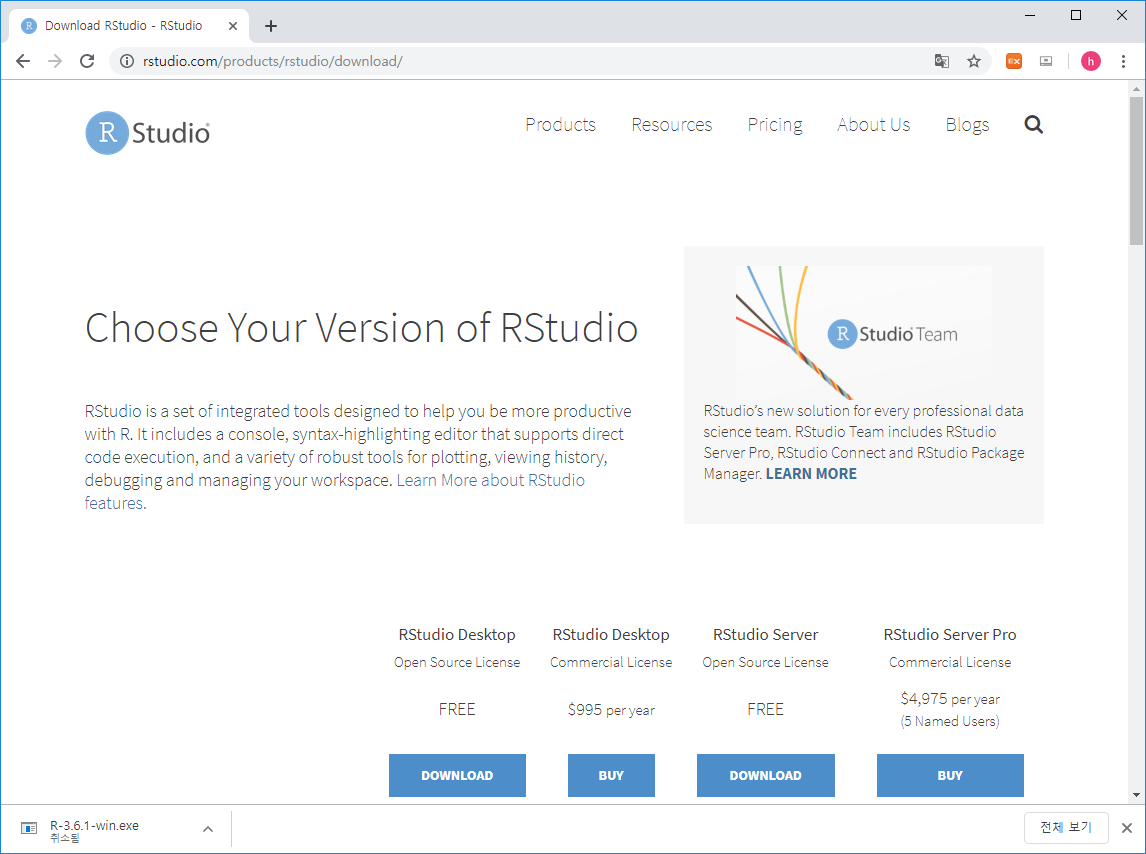 Download RStudio - RStudio
rstudio.com/products/rstudio/download/
EX
h
R Studio
Products Resources Pricing About Us Blogs
Choose Your Version of RStudio
RStudio is a set of integrated tools designed to help you be more productive
with R. It includes a console, syntax-highlighting editor that supports direct
code execution, and a variety of robust tools for plotting, viewing history,
debugging and managing your workspace. Learn More about RStudio
features.
R Studio Team
RStudio's new solution for every professional data
science team. RStudio Team includes RStudio
Server Pro, RStudio Connect and RStudio Package
Manager. LEARN MORE
RStudio Desktop RStudio Desktop RStudio Server RStudio Server Pro
Open Source License Commercial License Open Source License Commercial License
FREE $995 per year FREE $4,975 per year
(5 Named Users)
DOWNLOAD BUY DOWNLOAD BUY
R-3.6.1-win.exe
취소됨
전체 보기